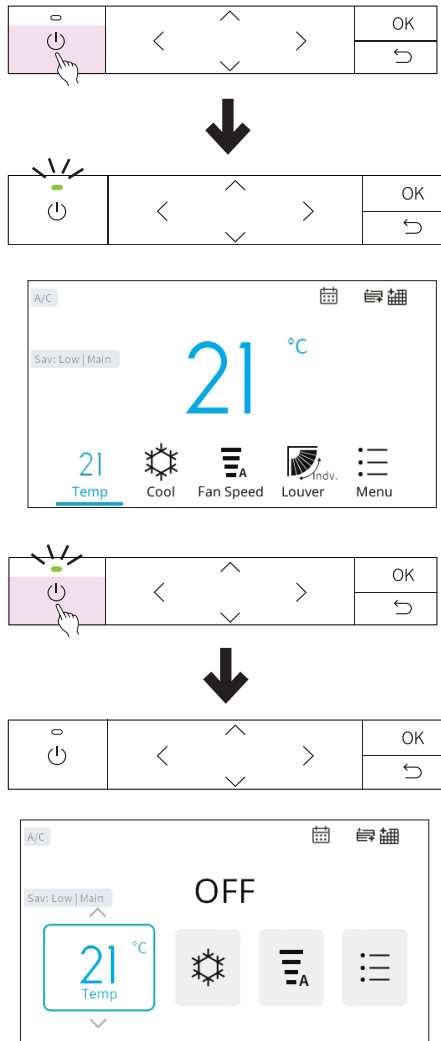 OK
OK
A/C
Sav: Low | Main
21 °C
21
A
Indv.
Temp Cool Fan Speed Louver Menu
OK
OK
A/C
OFF
Sav: Low | Main
21 °C
A
Temp